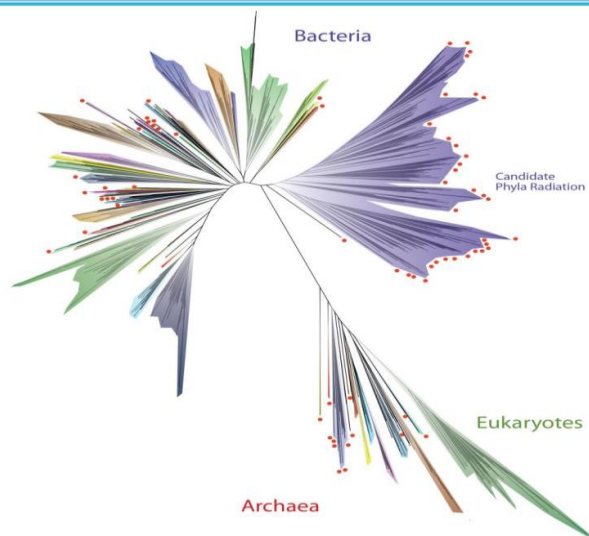 Bacteria
Candidate
Phyla Radiation
Eukaryotes
Archaea